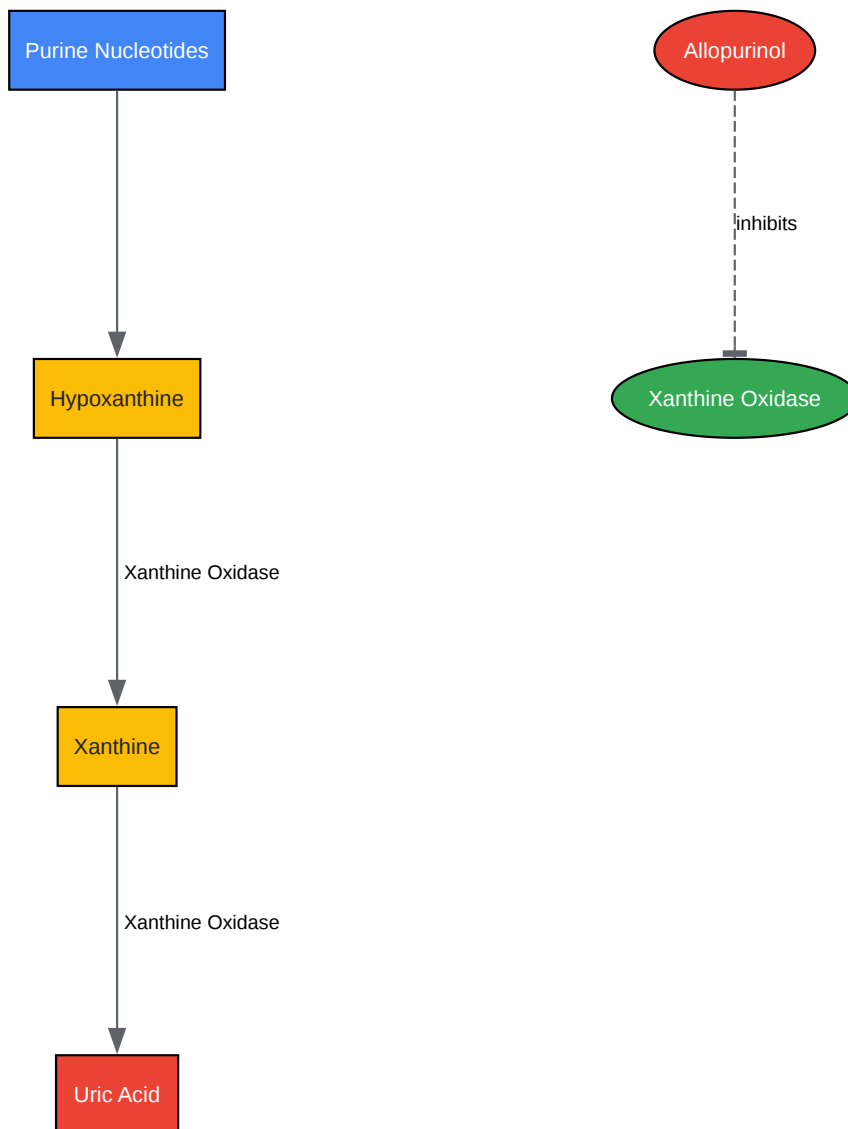 Purine Nucleotides
Allopurinol
inhibits
Hypoxanthine
Xanthine Oxidase
Xanthine Oxidase
Xanthine
Xanthine Oxidase
Uric Acid